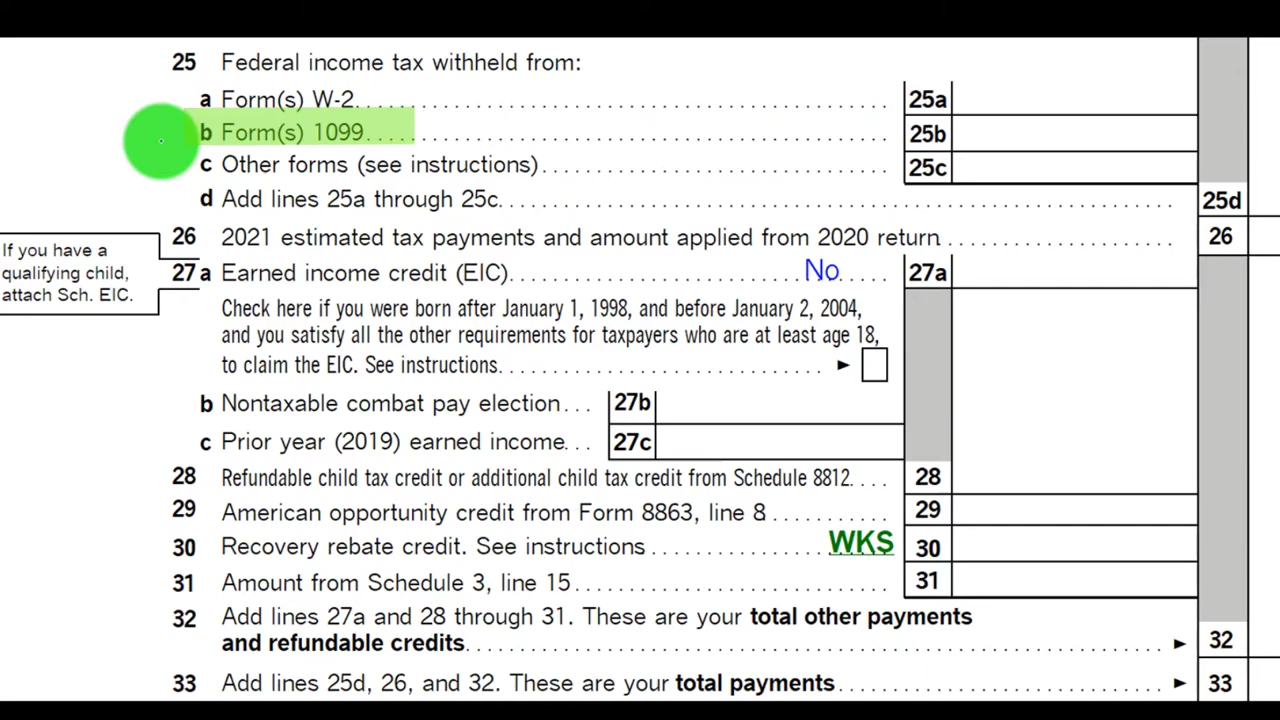 25 Federal income tax withheld from:
a Form(s) W-2 25a
b Form(s) 1099 25b
c Other forms (see instructions) 25c
d Add lines 25a through 25c 25d
26 2021 estimated tax payments and amount applied from 2020 return 26
If you have a
qualifying child,
attach Sch. EIC.
27a Earned income credit (EIC) No 27a
Check here if you were born after January 1, 1998, and before January 2, 2004,
and you satisfy all the other requirements for taxpayers who are at least age 18,
to claim the EIC. See instructions. ►
b Nontaxable combat pay election 27b
c Prior year (2019) earned income 27c
28 Refundable child tax credit or additional child tax credit from Schedule 8812 28
29 American opportunity credit from Form 8863, line 8 29
30 Recovery rebate credit. See instructions WKS 30
31 Amount from Schedule 3, line 15 31
32 Add lines 27a and 28 through 31. These are your total other payments
and refundable credits ► 32
33 Add lines 25d, 26, and 32. These are your total payments ► 33